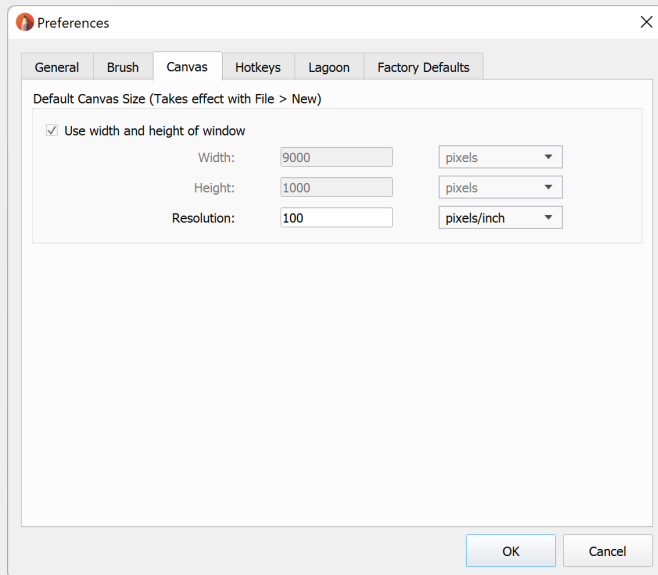 Preferences
General Brush Canvas Hotkeys Lagoon Factory Defaults
Default Canvas Size (Takes effect with File > New)
Use width and height of window
Width: 9000 pixels
Height: 1000 pixels
Resolution: 100 pixels/inch
OK Cancel